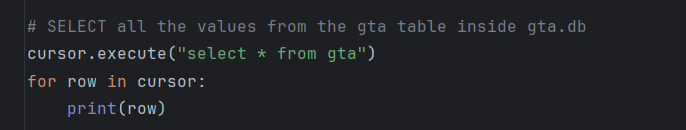 # SELECT all the values from the gta table inside gta.db
cursor.execute("select * from gta")
for row in cursor:
    print(row)